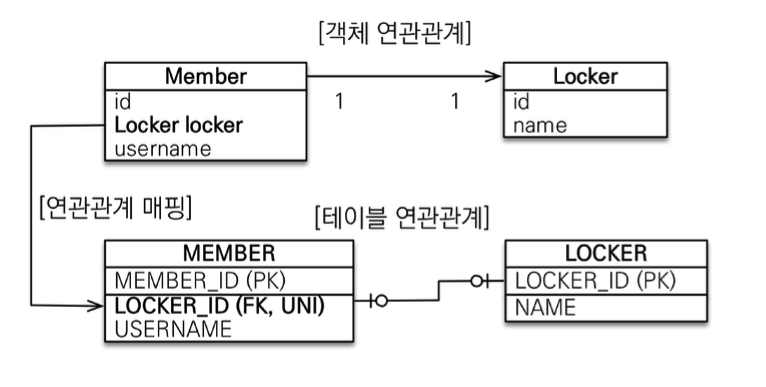 [객체 연관관계]
Member
id
Locker locker
username
1
1
Locker
id
name
[연관관계 매핑]
[테이블 연관관계]
MEMBER
MEMBER_ID (PK)
LOCKER_ID (FK, UNI)
USERNAME
LOCKER
LOCKER_ID (PK)
NAME